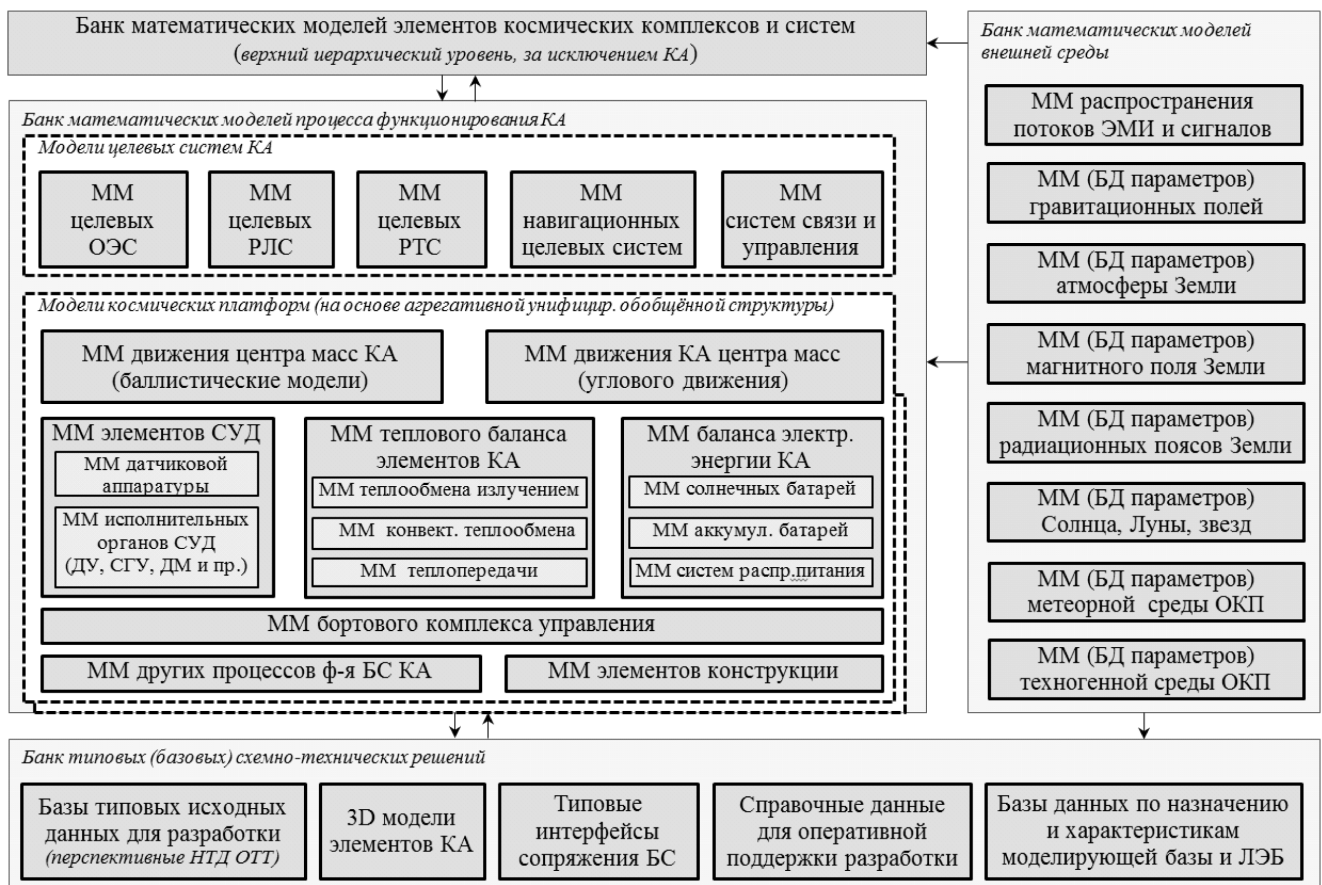 Банк математических моделей элементов космических комплексов и систем
(верхний иерархический уровень, за исключением КА)
Банк математических моделей процесса функционирования КА
Модели целевых систем КА
ММ
целевых
ОЭС
ММ
целевых
РЛС
ММ
целевых
РТС
ММ
навигационных
целевых систем
ММ
систем связи и
управления
Модели космических платформ (на основе агрегативной унифицир. обобщённой структуры)
ММ движения центра масс КА
(баллистические модели)
ММ движения КА центра масс
(углового движения)
ММ элементов СУД
ММ датчиковой
аппаратуры
ММ исполнительных
органов СУД
(ДУ, СГУ, ДМ и пр.)
ММ теплового баланса
элементов КА
ММ теплообмена излучением
ММ конвект. теплообмена
ММ теплопередачи
ММ баланса электр.
энергии КА
ММ солнечных батарей
ММ аккумул. батарей
ММ систем распр.питания
ММ бортового комплекса управления
ММ других процессов ф-я БС КА
ММ элементов конструкции
Банк математических моделей
внешней среды
ММ распространения
потоков ЭМИ и сигналов
ММ (БД параметров)
гравитационных полей
ММ (БД параметров)
атмосферы Земли
ММ (БД параметров)
магнитного поля Земли
ММ (БД параметров)
радиационных поясов Земли
ММ (БД параметров)
Солнца, Луны, звезд
ММ (БД параметров)
метеорной среды ОКП
ММ (БД параметров)
техногенной среды ОКП
Банк типовых (базовых) схемно-технических решений
Базы типовых исходных
данных для разработки
(перспективные НТД ОТТ)
3D модели
элементов КА
Типовые
интерфейсы
сопряжения БС
Справочные данные
для оперативной
поддержки разработки
Базы данных по назначению
и характеристикам
моделирующей базы и ЛЭБ